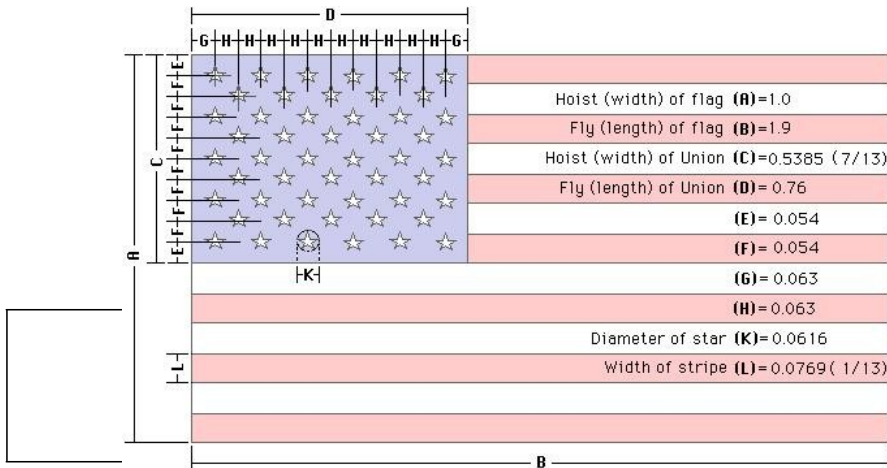 D
G H H H H H H H H H H G
E
F
F
F
F
F
F
F
F
E
C
A
K
L
B
Hoist (width) of flag (A)=1.0
Fly (length) of flag (B)=1.9
Hoist (width) of Union (C)=0.5385 (7/13)
Fly (length) of Union (D)=0.76
(E)= 0.054
(F)= 0.054
(G)= 0.063
(H)= 0.063
Diameter of star (K)=0.0616
Width of stripe (L)=0.0769( 1/13)